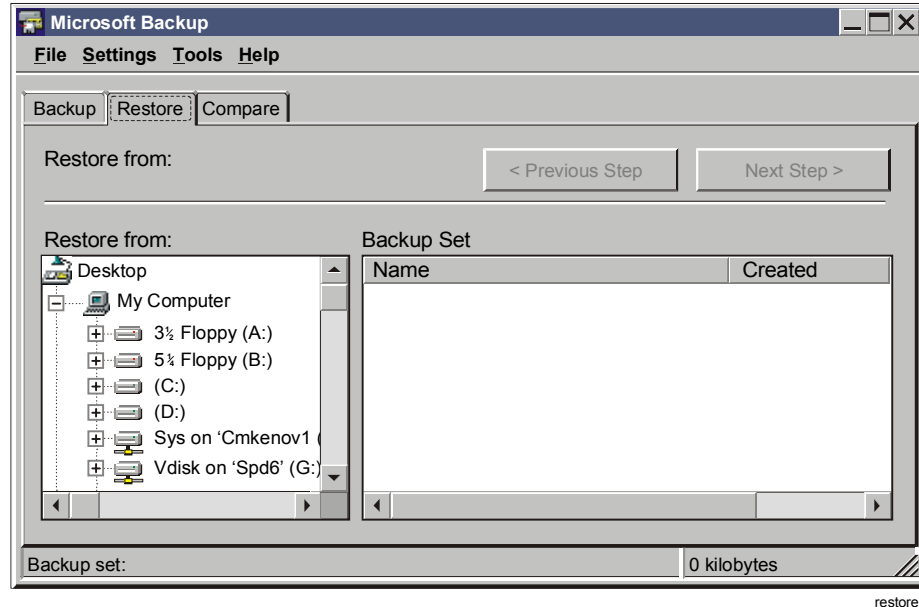 Microsoft Backup
File Settings Tools Help
Backup Restore Compare
Restore from:
< Previous Step Next Step >
Restore from:
Backup Set
Desktop
My Computer
3½ Floppy (A:)
5¼ Floppy (B:)
(C:)
(D:)
Sys on ‘Cmkenov1 (
Vdisk on ‘Spd6’ (G:)
Name Created
Backup set: 0 kilobytes
restore